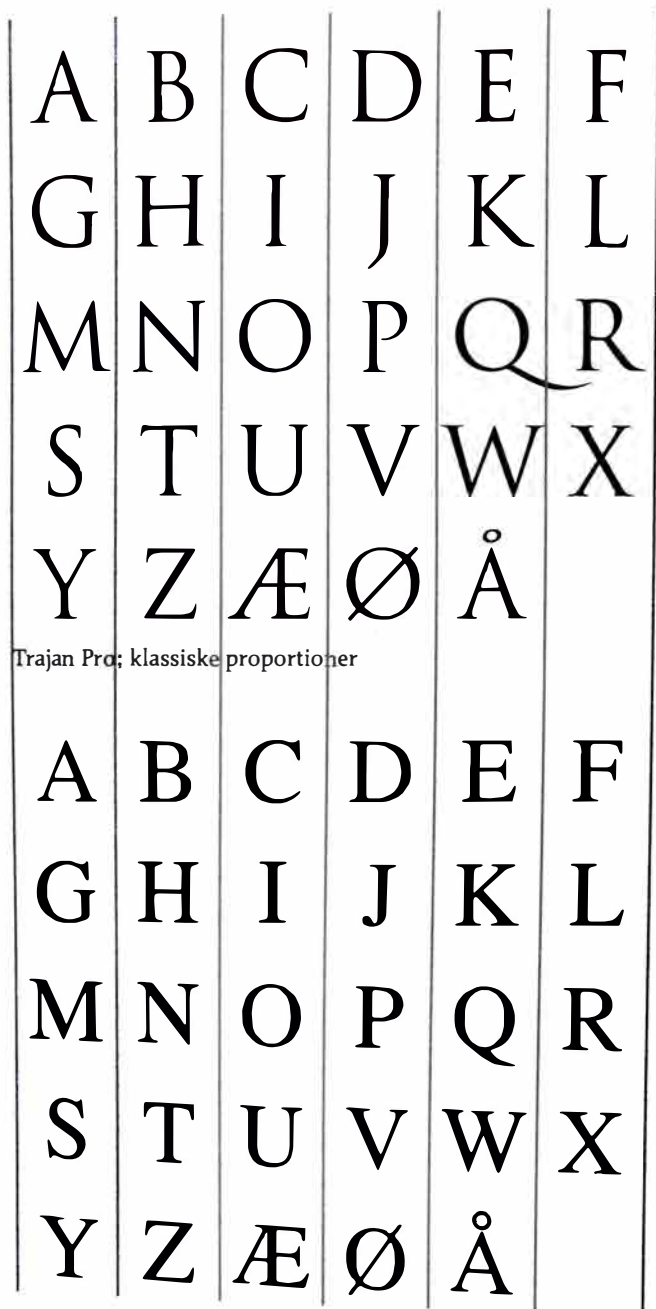 A B C D E F
G H I J K L
M N O P Q R
S T U V W X
Y Z Æ Ø Å
Trajan Pro; klassiske proportioner
A B C D E F
G H I J K L
M N O P Q R
S T U V W X
Y Z Æ Ø Å